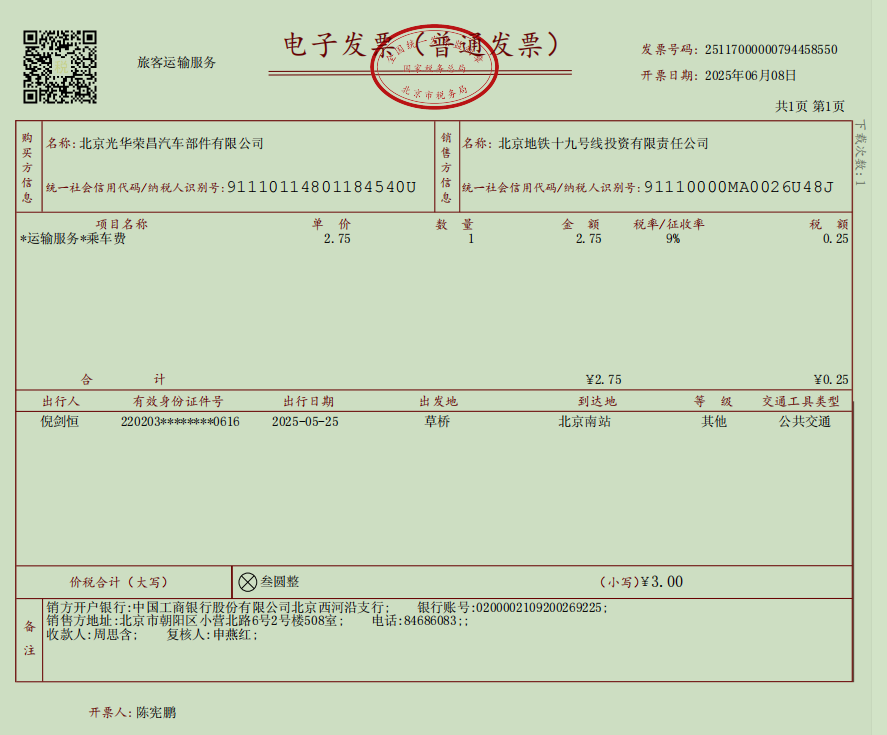 电子发票（普通发票）
旅客运输服务
国家税务总局
北京市税务局
发票号码: 25117000000794458550
开票日期: 2025年06月08日
共1页 第1页
下载次数:1
购买方信息
名称: 北京光华荣昌汽车部件有限公司
统一社会信用代码/纳税人识别号: 91110114801184540U
销售方信息
名称: 北京地铁十九号线投资有限责任公司
统一社会信用代码/纳税人识别号: 91110000MA0026U48J
项目名称 单 价 数 量 金 额 税率/征收率 税 额
*运输服务*乘车费 2.75 1 2.75 9% 0.25
合 计 ¥2.75 ¥0.25
出行人 有效身份证件号 出行日期 出发地 到达地 等 级 交通工具类型
倪剑恒 220203********0616 2025-05-25 草桥 北京南站 其他 公共交通
价税合计（大写） 叁圆整 （小写）¥3.00
备注
销方开户银行:中国工商银行股份有限公司北京西河沿支行; 银行账号:0200002109200269225;
销售方地址:北京市朝阳区小营北路6号2号楼508室; 电话:84686083;;
收款人:周思含; 复核人:申燕红;
开票人: 陈宪鹏